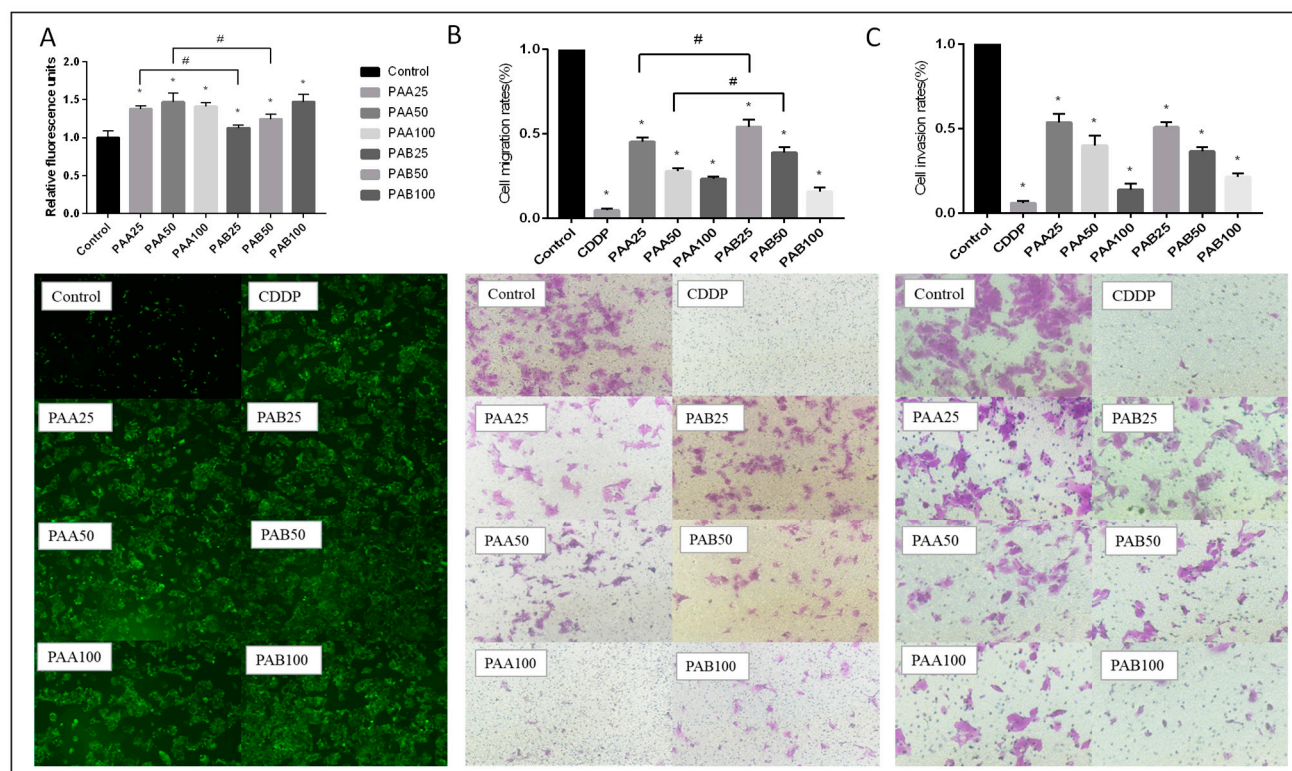 A
Relative fluorescence units
2.0
1.5
1.0
0.5
0.0
#
#
*
*
*
*
*
*
Control
PAA25
PAA50
PAA100
PAB25
PAB50
PAB100
Control
PAA25
PAA50
PAA100
PAB25
PAB50
PAB100
B
Cell migration rates(%)
1.0
0.5
0.0
#
#
*
*
*
*
*
*
*
Control
CDDP
PAA25
PAA50
PAA100
PAB25
PAB50
PAB100
C
Cell invasion rates(%)
1.0
0.5
0.0
*
*
*
*
*
*
*
Control
CDDP
PAA25
PAA50
PAA100
PAB25
PAB50
PAB100
Control
CDDP
PAA25
PAB25
PAA50
PAB50
PAA100
PAB100
Control
CDDP
PAA25
PAB25
PAA50
PAB50
PAA100
PAB100
Control
CDDP
PAA25
PAB25
PAA50
PAB50
PAA100
PAB100